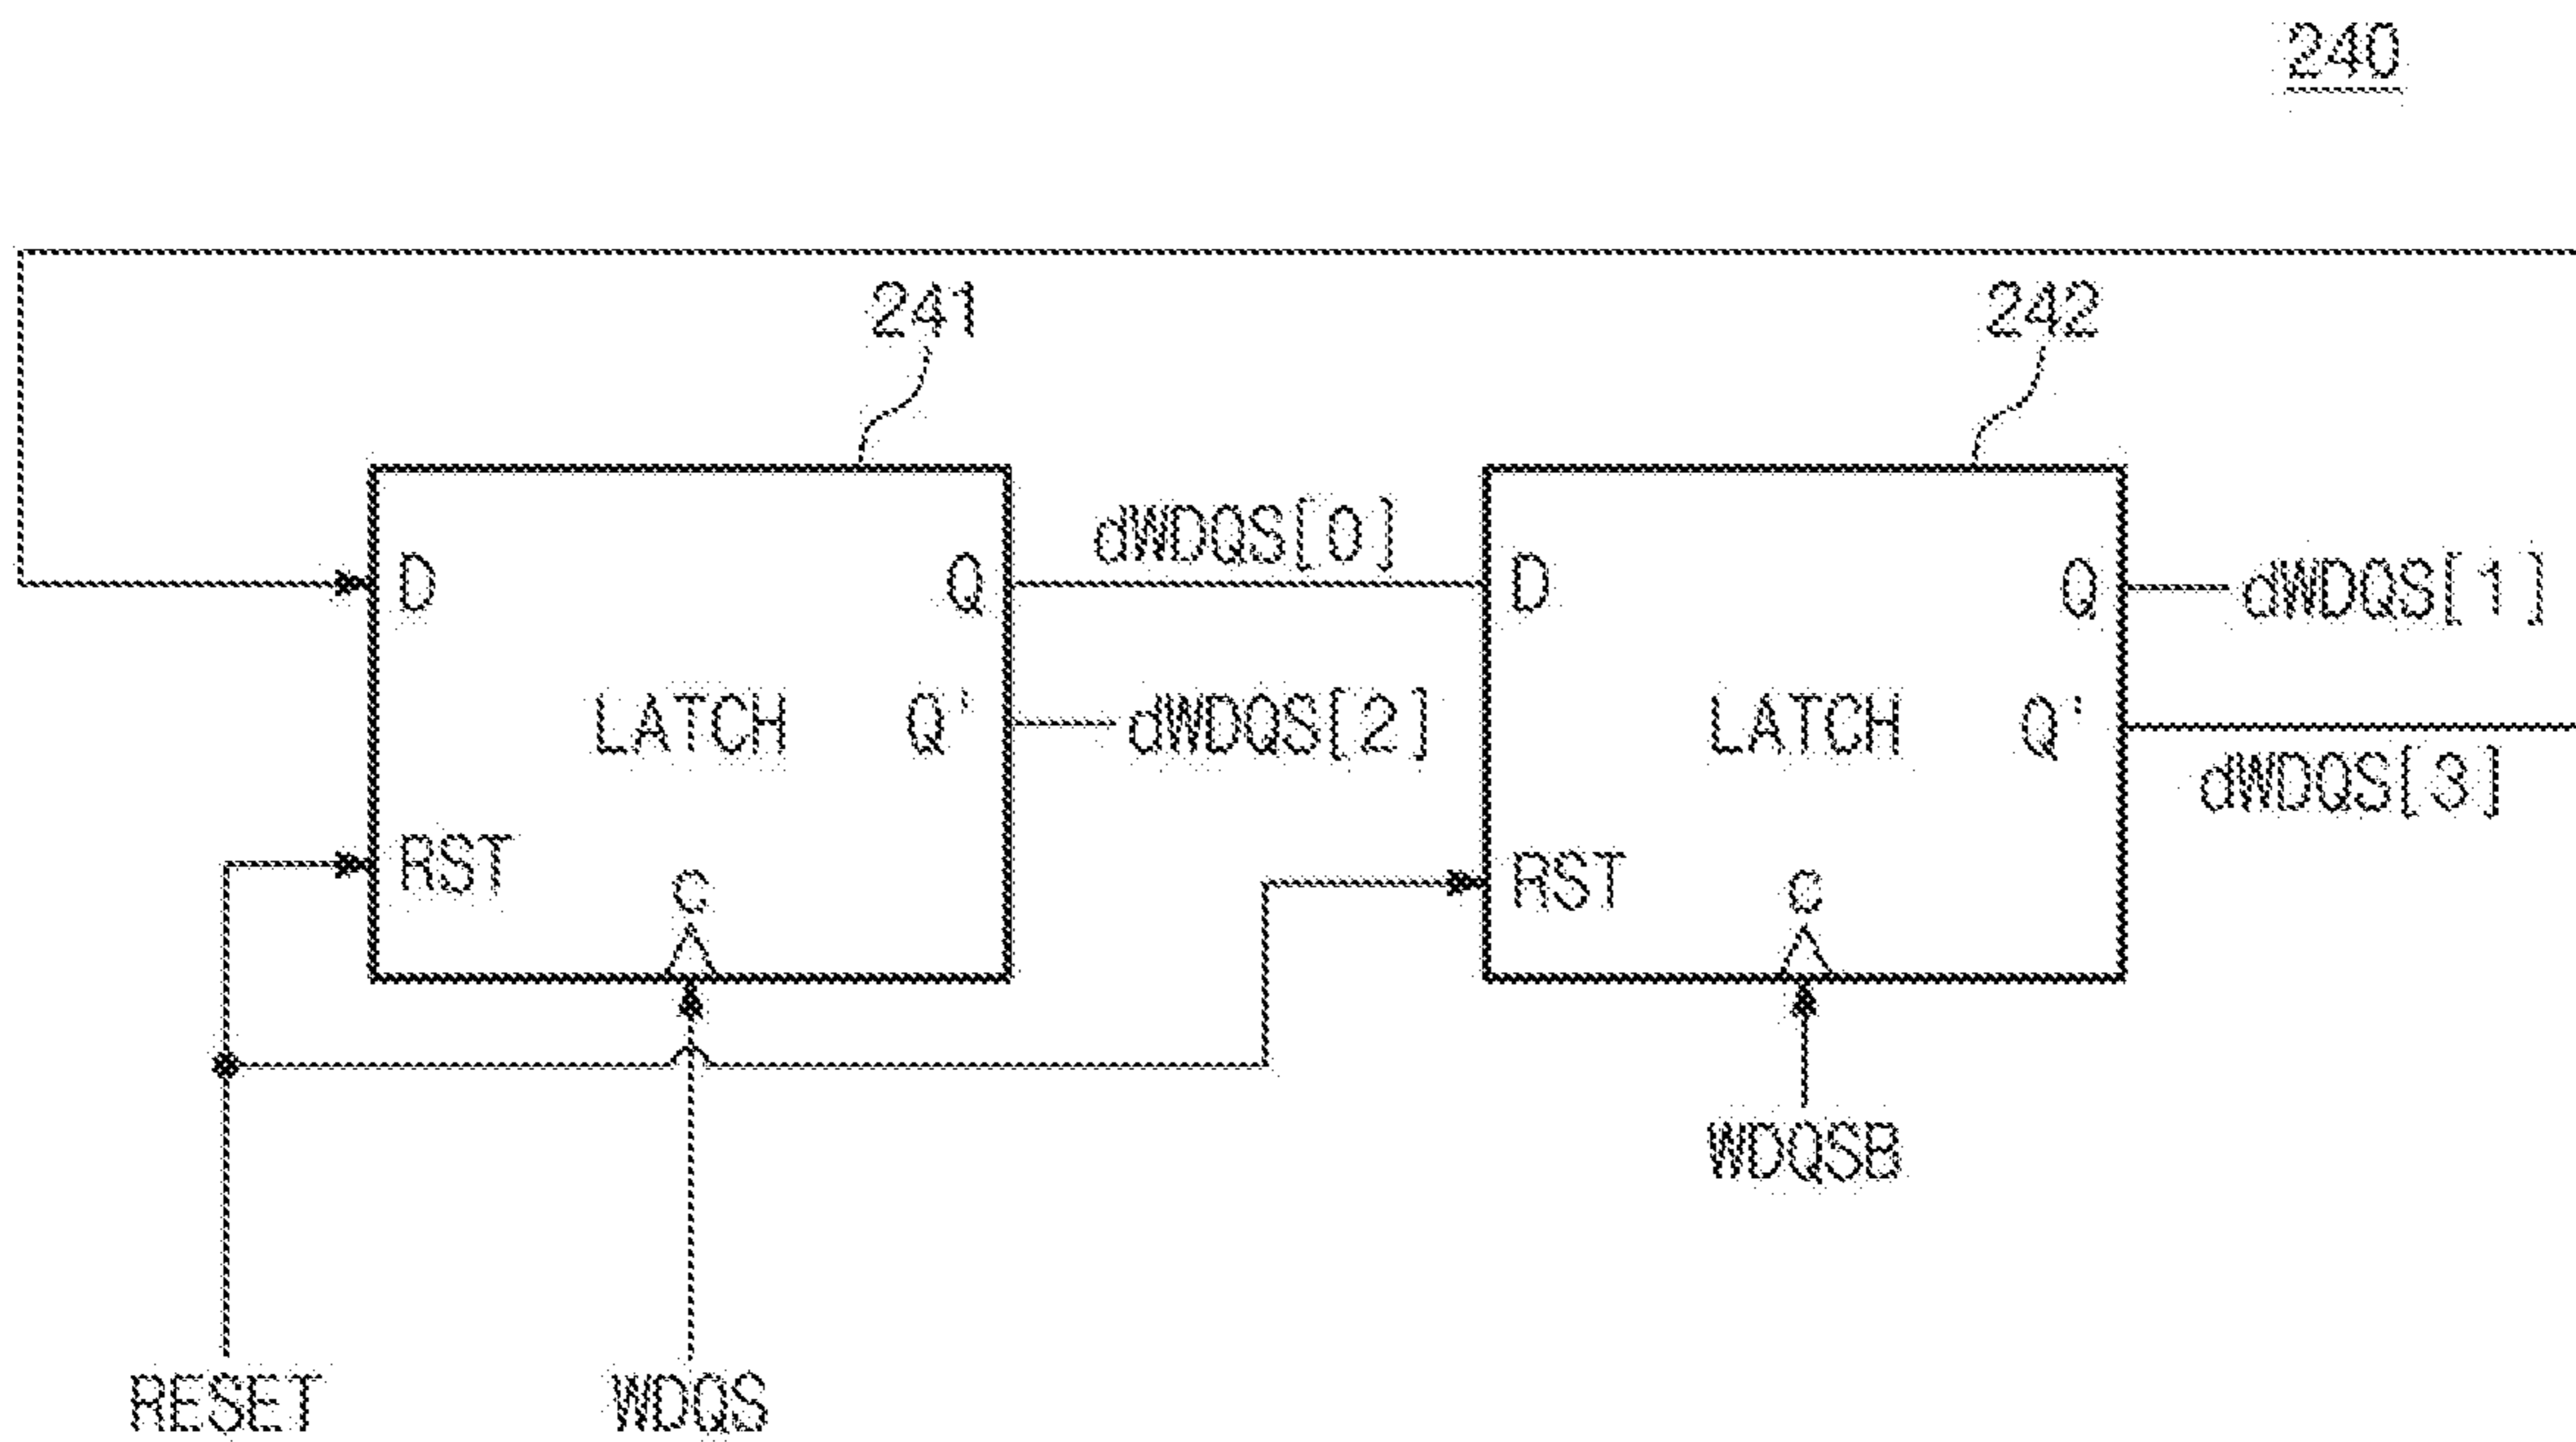 240
241
242
dWDQS[0]
D
Q
D
Q
dWDQS[1]
LATCH
Q'
dWDQS[2]
LATCH
Q'
dWDQS[3]
RST
C
RST
C
WDQSB
RESET
WDQS